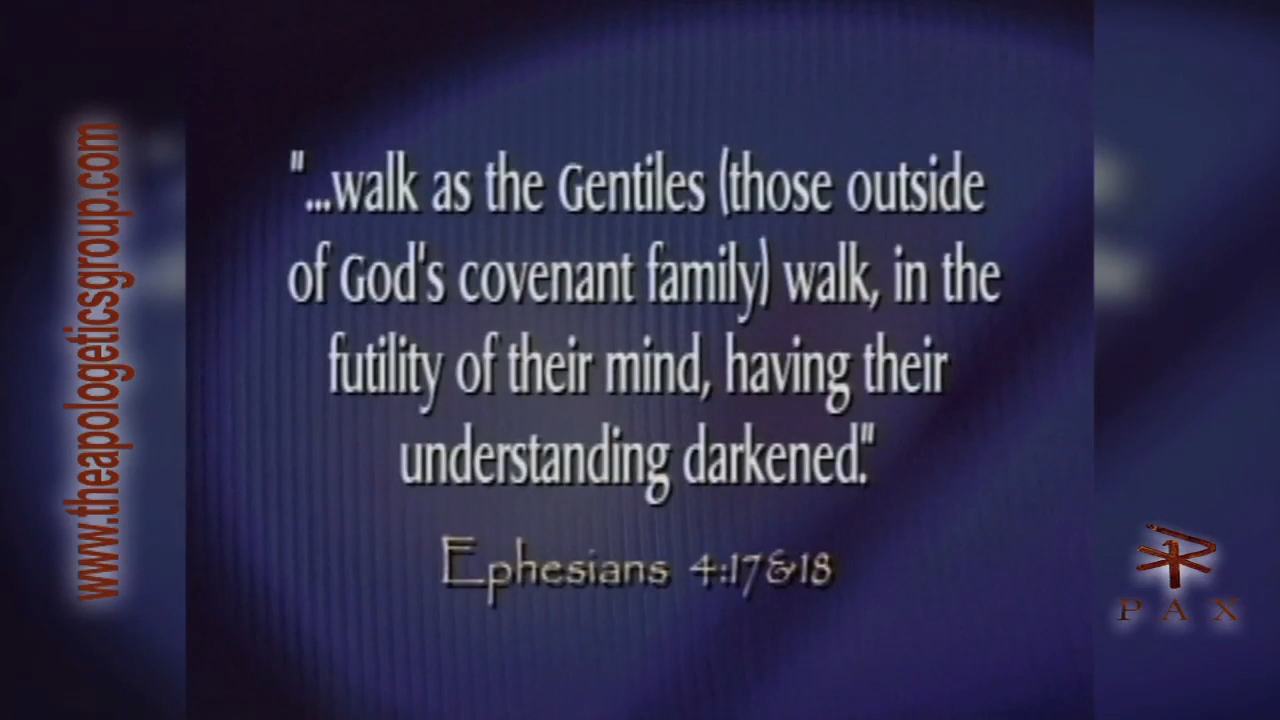 "...walk as the Gentiles (those outside
of God's covenant family) walk, in the
futility of their mind, having their
understanding darkened."
Ephesians 4:17&18
www.theapologeticsgroup.com
PAX